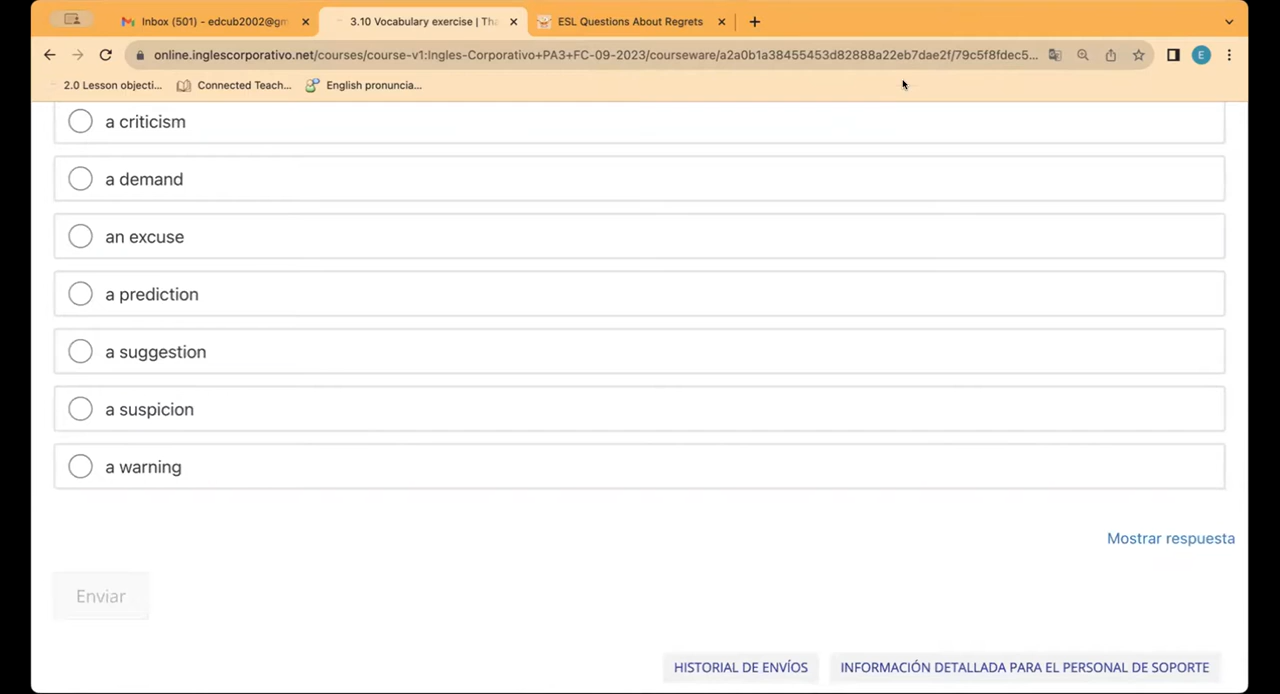 Inbox (501) - edcub2002@gm
3.10 Vocabulary exercise | Tha
ESL Questions About Regrets
online.inglescorporativo.net/courses/course-v1:Ingles-Corporativo+PA3+FC-09-2023/courseware/a2a0b1a38455453d82888a22eb7dae2f/79c5f8fdec5...
E
2.0 Lesson objecti...
Connected Teach...
English pronuncia...
a criticism
a demand
an excuse
a prediction
a suggestion
a suspicion
a warning
Mostrar respuesta
Enviar
HISTORIAL DE ENVÍOS
INFORMACIÓN DETALLADA PARA EL PERSONAL DE SOPORTE